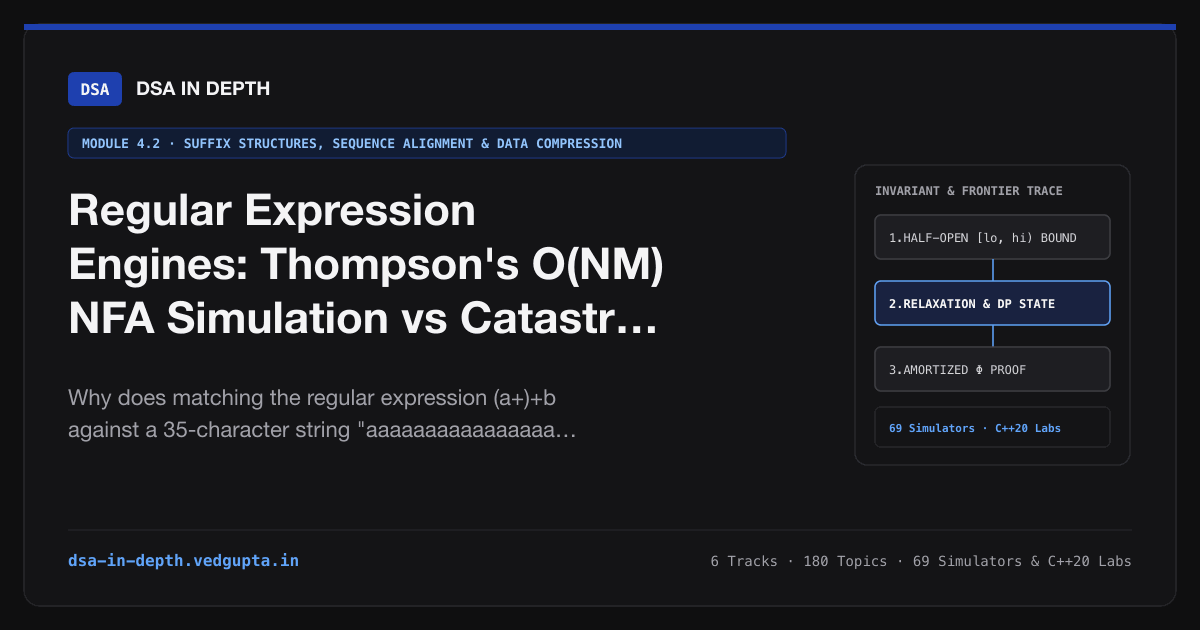 DSA DSA IN DEPTH
MODULE 4.2 · SUFFIX STRUCTURES, SEQUENCE ALIGNMENT & DATA COMPRESSION
Regular Expression
Engines: Thompson's O(NM)
NFA Simulation vs Catastr...
Why does matching the regular expression (a+)+b
against a 35-character string "aaaaaaaaaaaaaaaa...
INVARIANT & FRONTIER TRACE
1.HALF-OPEN [lo, hi) BOUND
2.RELAXATION & DP STATE
3.AMORTIZED Φ PROOF
69 Simulators · C++20 Labs
dsa-in-depth.vedgupta.in
6 Tracks · 180 Topics · 69 Simulators & C++20 Labs